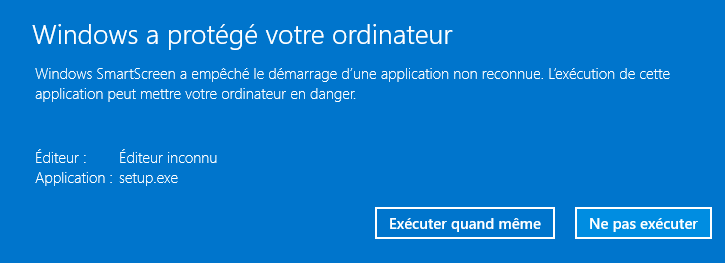 Windows a protégé votre ordinateur
Windows SmartScreen a empêché le démarrage d'une application non reconnue. L'exécution de cette
application peut mettre votre ordinateur en danger.
Éditeur : Éditeur inconnu
Application : setup.exe
Exécuter quand même Ne pas exécuter